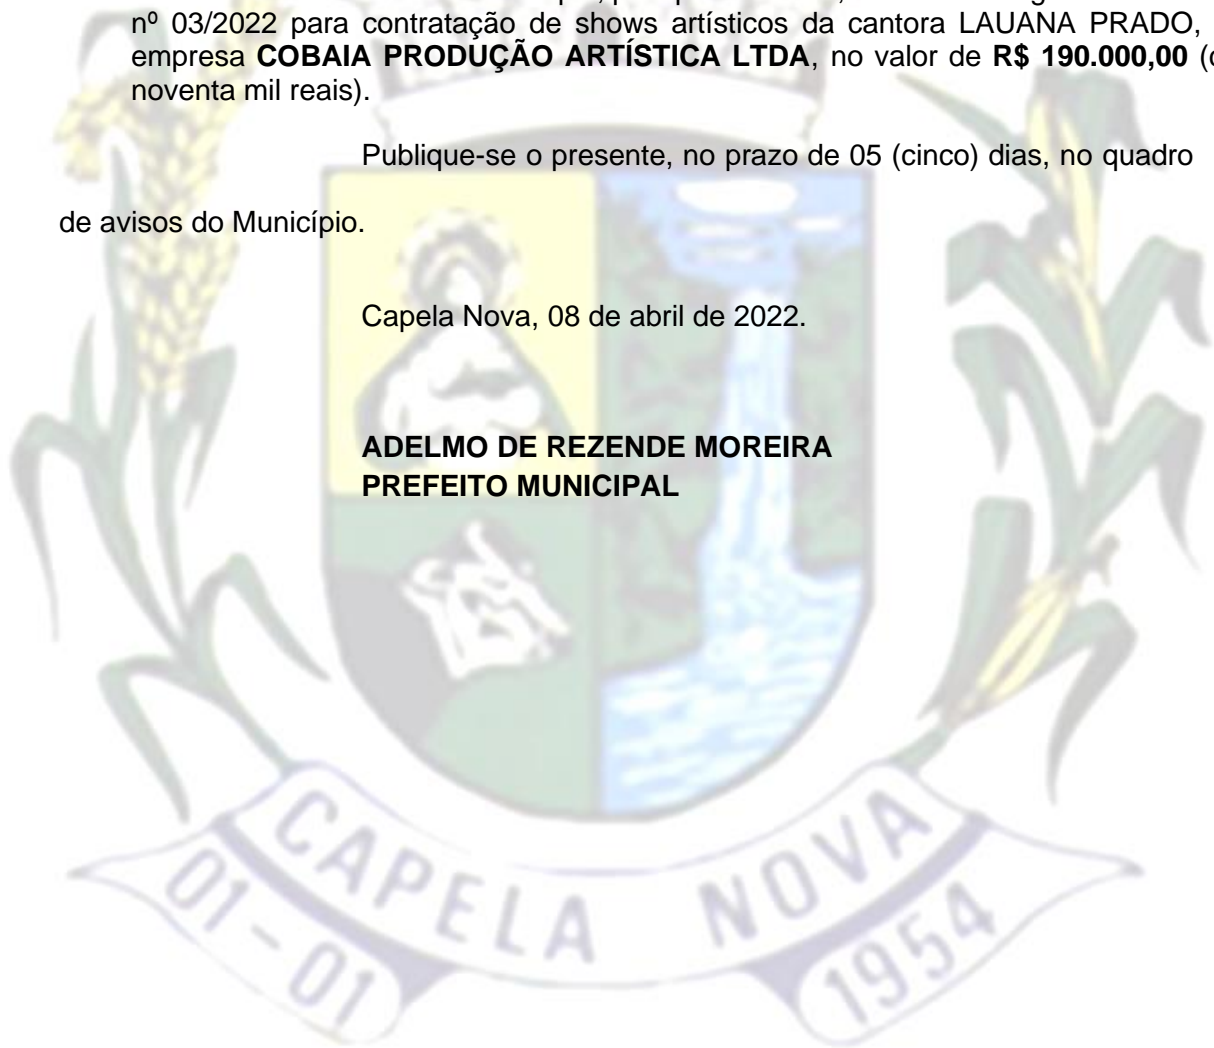 nº 03/2022 para contratação de shows artísticos da cantora LAUANA PRADO,
empresa COBAIA PRODUÇÃO ARTÍSTICA LTDA, no valor de R$ 190.000,00
noventa mil reais).
Publique-se o presente, no prazo de 05 (cinco) dias, no quadro
de avisos do Município.
Capela Nova, 08 de abril de 2022.
ADELMO DE REZENDE MOREIRA
PREFEITO MUNICIPAL
CAPELA NOVA
01-01 1954